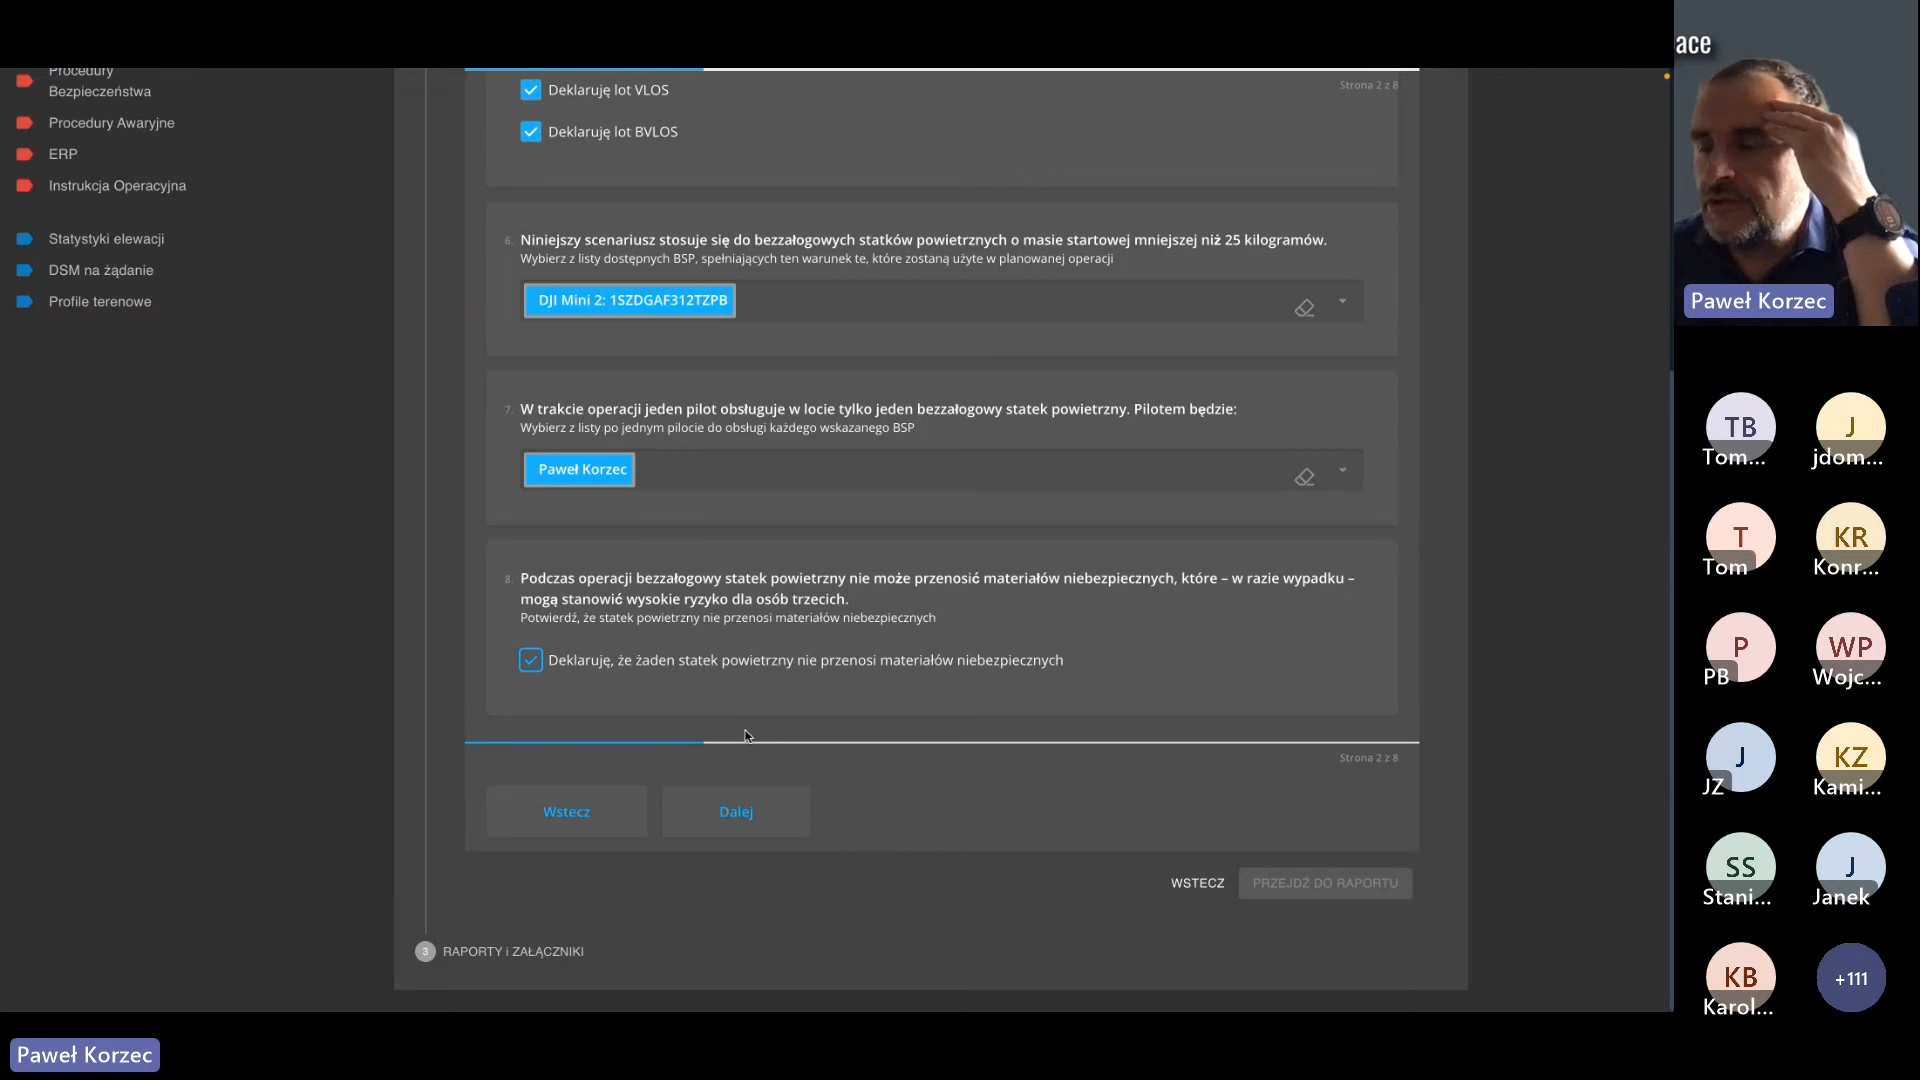 ace
Procedury
Bezpieczeństwa
Procedury Awaryjne
ERP
Instrukcja Operacyjna
Statystyki elewacji
DSM na żądanie
Profile terenowe
Strona 2 z 8
Deklaruję lot VLOS
Deklaruję lot BVLOS
6. Niniejszy scenariusz stosuje się do bezzałogowych statków powietrznych o masie startowej mniejszej niż 25 kilogramów.
Wybierz z listy dostępnych BSP, spełniających ten warunek te, które zostaną użyte w planowanej operacji
DJI Mini 2: 1SZDGAF312TZPB
7. W trakcie operacji jeden pilot obsługuje w locie tylko jeden bezzałogowy statek powietrzny. Pilotem będzie:
Wybierz z listy po jednym pilocie do obsługi każdego wskazanego BSP
Paweł Korzec
8. Podczas operacji bezzałogowy statek powietrzny nie może przenosić materiałów niebezpiecznych, które – w razie wypadku –
mogą stanowić wysokie ryzyko dla osób trzecich.
Potwierdź, że statek powietrzny nie przenosi materiałów niebezpiecznych
Deklaruję, że żaden statek powietrzny nie przenosi materiałów niebezpiecznych
Strona 2 z 8
Wstecz
Dalej
WSTECZ
PRZEJDŹ DO RAPORTU
3 RAPORTY i ZAŁĄCZNIKI
Paweł Korzec
TB
Tom...
J
jdom...
T
Tom
KR
Konr...
P
PB
WP
Wojc...
J
JZ
KZ
Kami...
SS
Stani...
J
Janek
KB
Karol...
+111
Paweł Korzec